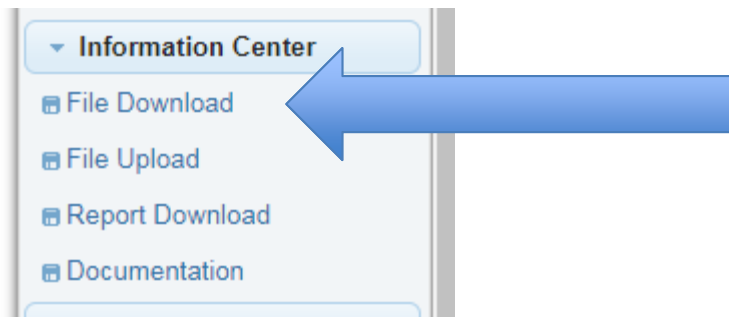 Information Center
File Download
File Upload
Report Download
Documentation